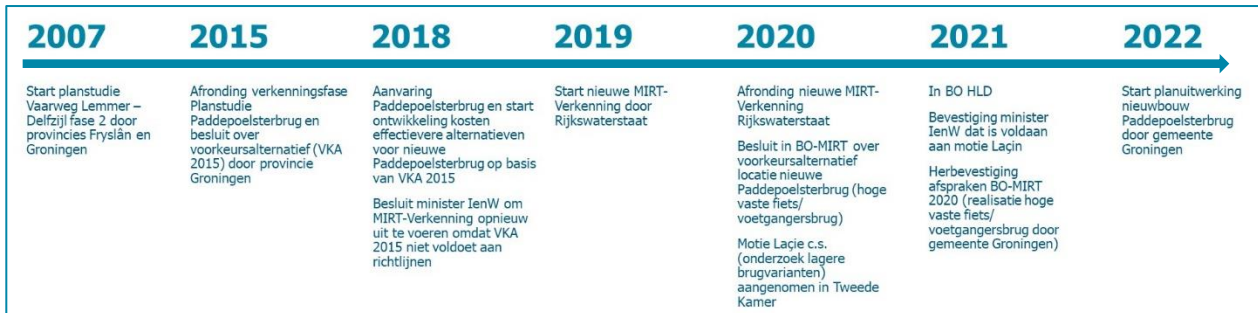 2007
Start planstudie
Vaarweg Lemmer –
Delfzijl fase 2 door
provincies Fryslân en
Groningen
2015
Afronding verkenningsfase
Planstudie
Paddepoelsterbrug en
besluit over
voorkeursalternatief (VKA
2015) door provincie
Groningen
2018
Aanvaring
Paddepoelsterbrug en start
ontwikkeling kosten
effectievere alternatieven
voor nieuwe
Paddepoelsterbrug op basis
van VKA 2015
Besluit minister IenW om
MIRT-Verkenning opnieuw
uit te voeren omdat VKA
2015 niet voldoet aan
richtlijnen
2019
Start nieuwe MIRT-
Verkenning door
Rijkswaterstaat
2020
Afronding nieuwe MIRT-
Verkenning
Rijkswaterstaat
Besluit in BO-MIRT over
voorkeursalternatief
locatie nieuwe
Paddepoelsterbrug (hoge
vaste fiets/
voetgangersbrug)
Motie Laçie c.s.
(onderzoek lagere
brugvarianten)
aangenomen in Tweede
Kamer
2021
In BO HLD
Bevestiging minister
IenW dat is voldaan
aan motie Laçin
Herbevestiging
afspraken BO-MIRT
2020 (realisatie hoge
vaste fiets/
voetgangersbrug door
gemeente Groningen)
2022
Start planuitwerking
nieuwbouw
Paddepoelsterbrug
door gemeente
Groningen